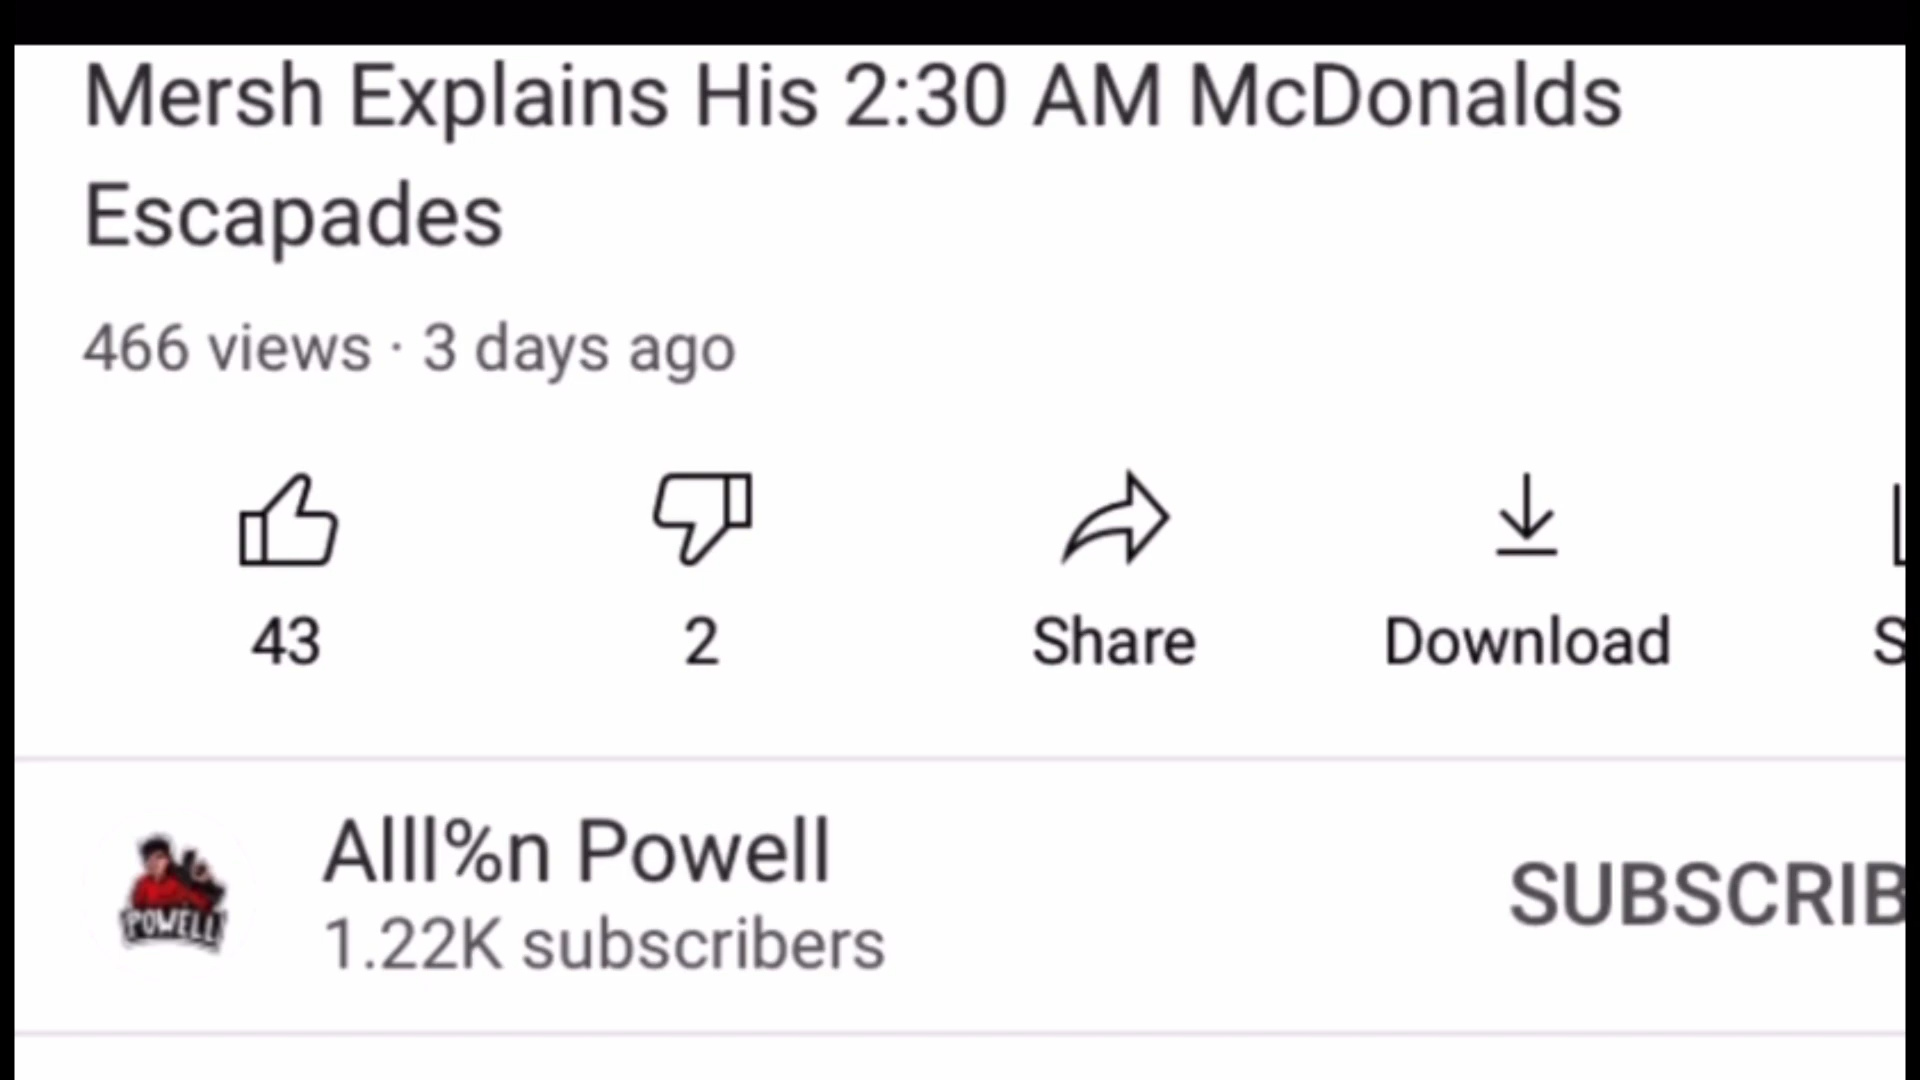 Mersh Explains His 2:30 AM McDonalds
Escapades
466 views · 3 days ago
43 2 Share Download S
POWELL
Alll%n Powell
1.22K subscribers
SUBSCRIB